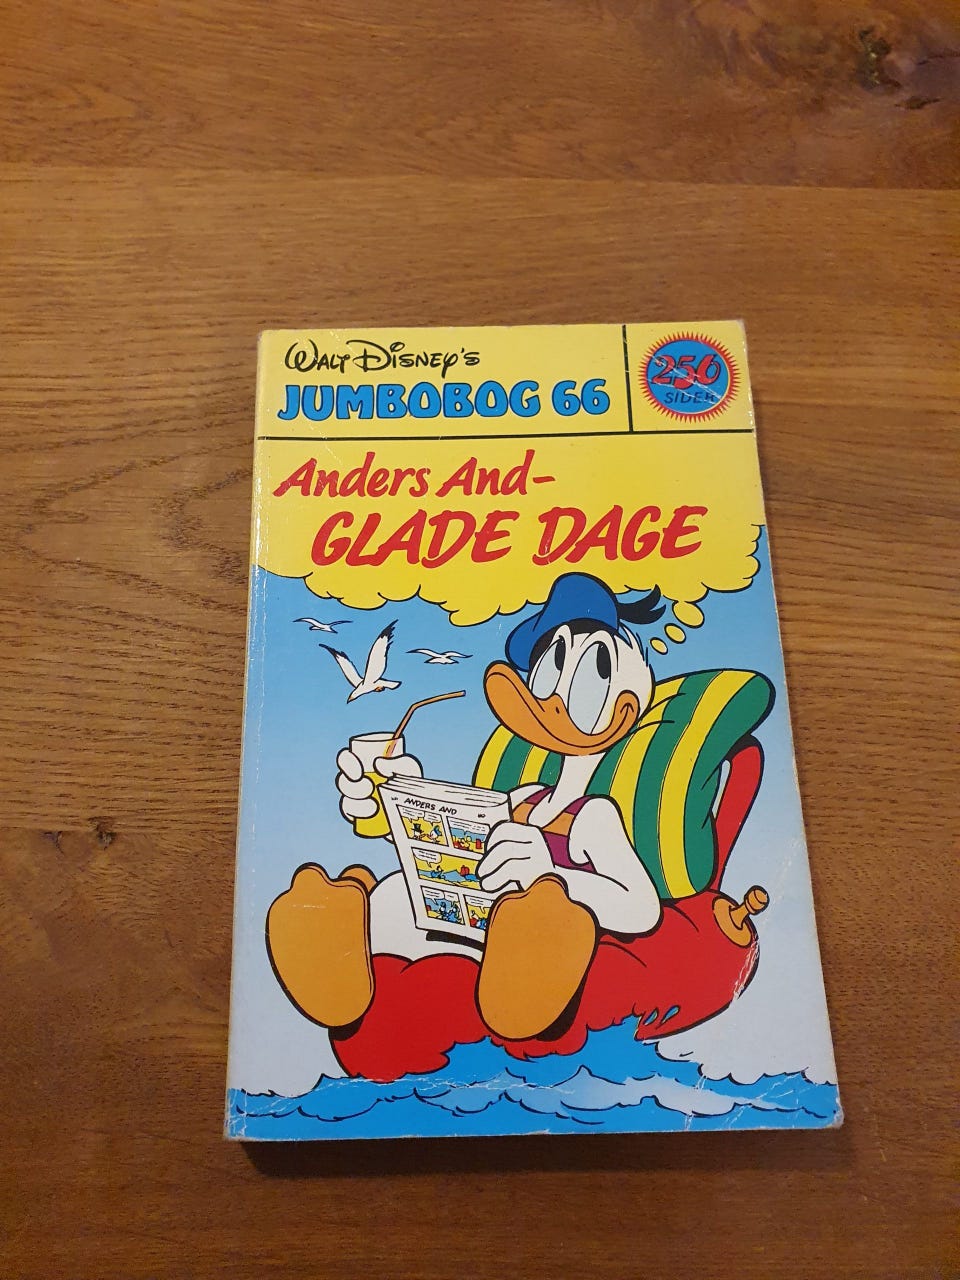 WALT DISNEY'S
JUMBOBOG 66
256
SIDER
Anders And-
GLADE DAGE
ANDERS AND